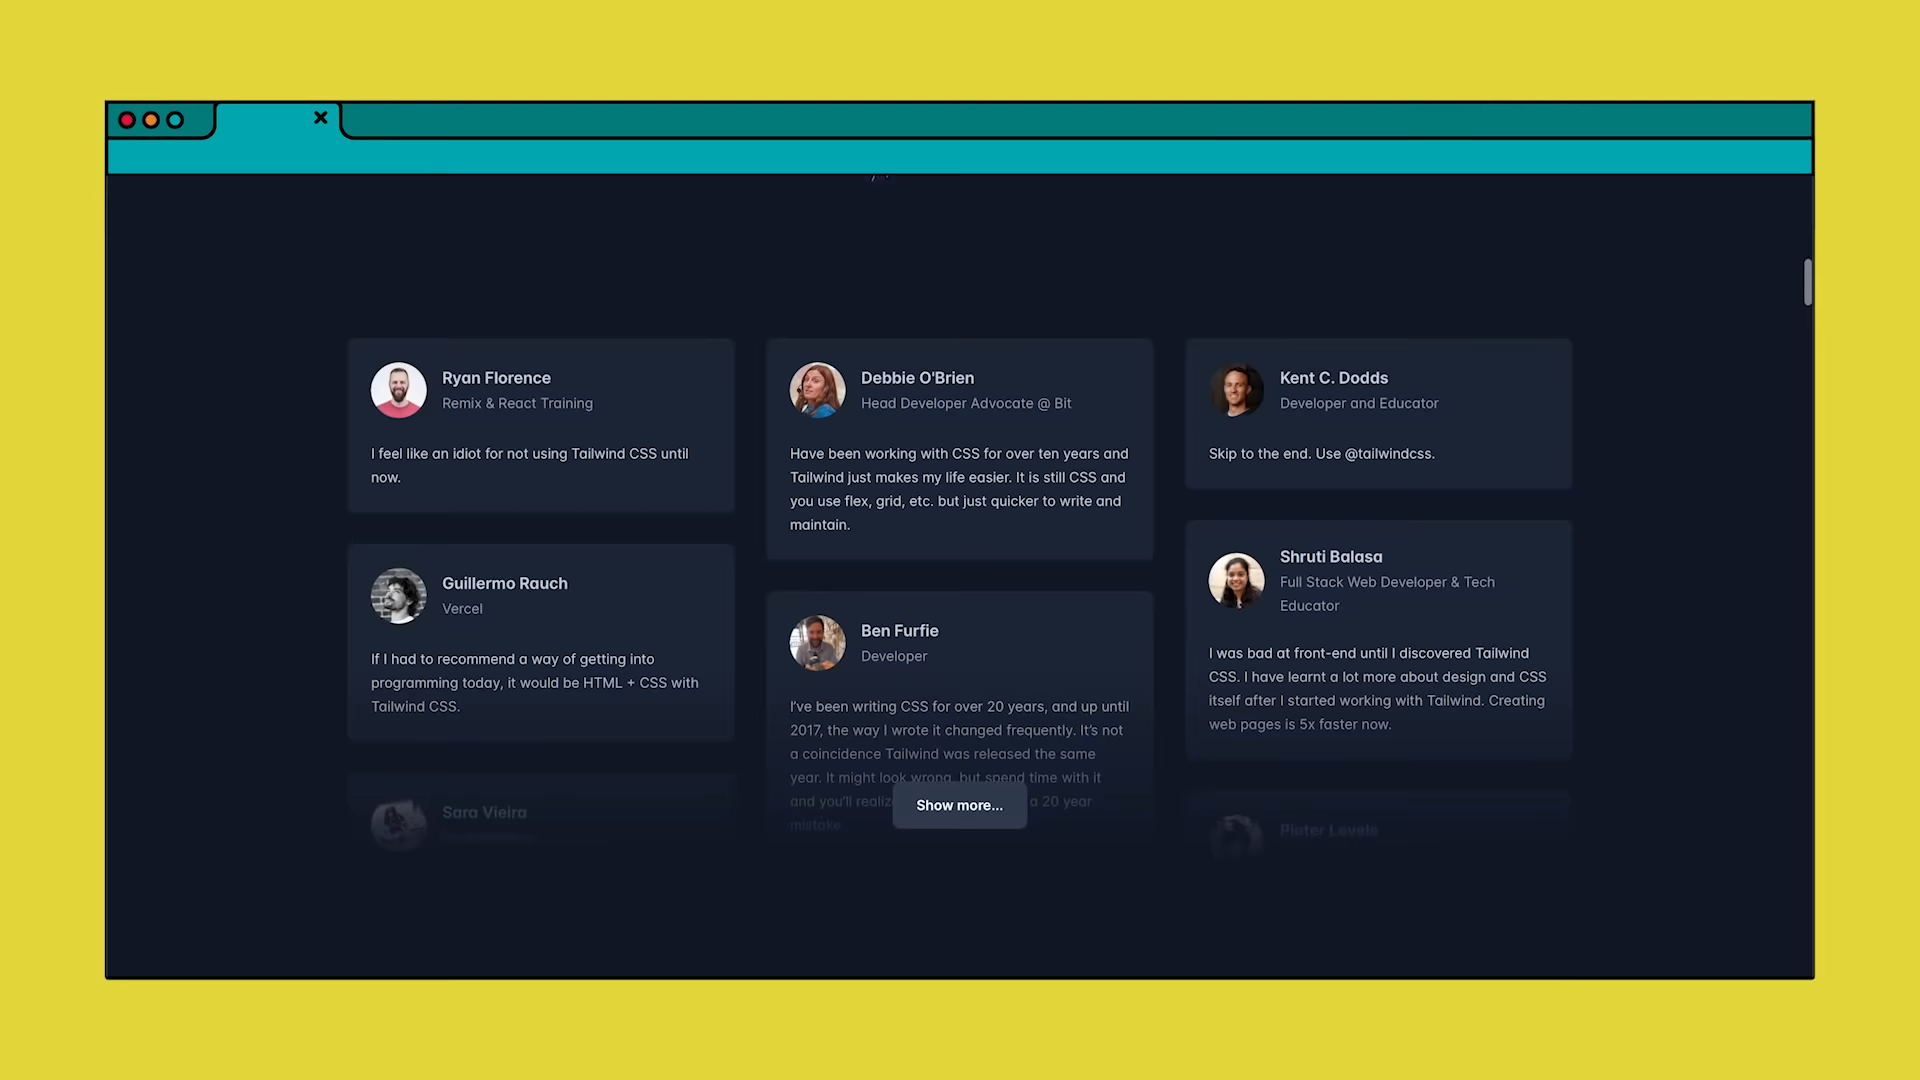 Ryan Florence
Remix & React Training
I feel like an idiot for not using Tailwind CSS until
now.
Guillermo Rauch
Vercel
If I had to recommend a way of getting into
programming today, it would be HTML + CSS with
Tailwind CSS.
Sara Vieira
Debbie O'Brien
Head Developer Advocate @ Bit
Have been working with CSS for over ten years and
Tailwind just makes my life easier. It is still CSS and
you use flex, grid, etc. but just quicker to write and
maintain.
Ben Furfie
Developer
I’ve been writing CSS for over 20 years, and up until
2017, the way I wrote it changed frequently. It’s not
a coincidence Tailwind was released the same
year. It might look wrong, but spend time with it
and you’ll realiz a 20 year
mistake.
Show more...
Kent C. Dodds
Developer and Educator
Skip to the end. Use @tailwindcss.
Shruti Balasa
Full Stack Web Developer & Tech
Educator
I was bad at front-end until I discovered Tailwind
CSS. I have learnt a lot more about design and CSS
itself after I started working with Tailwind. Creating
web pages is 5x faster now.
Pieter Levels